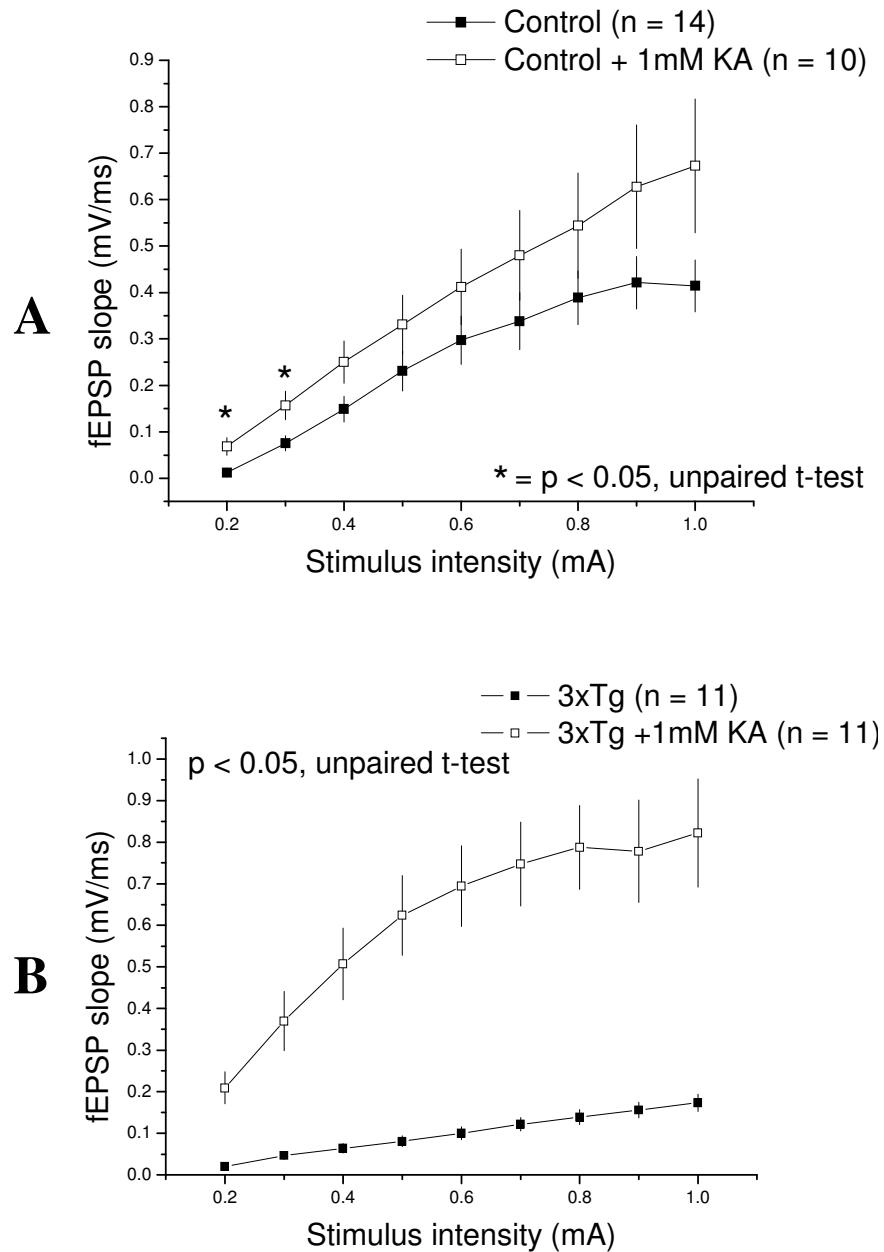 Control (n = 14)
Control + 1mM KA (n = 10)
A
fEPSP slope (mV/ms)
0.9
0.8
0.7
0.6
0.5
0.4
0.3
0.2
0.1
0.0
*
*
* = p < 0.05, unpaired t-test
0.2 0.4 0.6 0.8 1.0
Stimulus intensity (mA)
3xTg (n = 11)
3xTg +1mM KA (n = 11)
B
p < 0.05, unpaired t-test
fEPSP slope (mV/ms)
1.0
0.9
0.8
0.7
0.6
0.5
0.4
0.3
0.2
0.1
0.0
0.2 0.4 0.6 0.8 1.0
Stimulus intensity (mA)